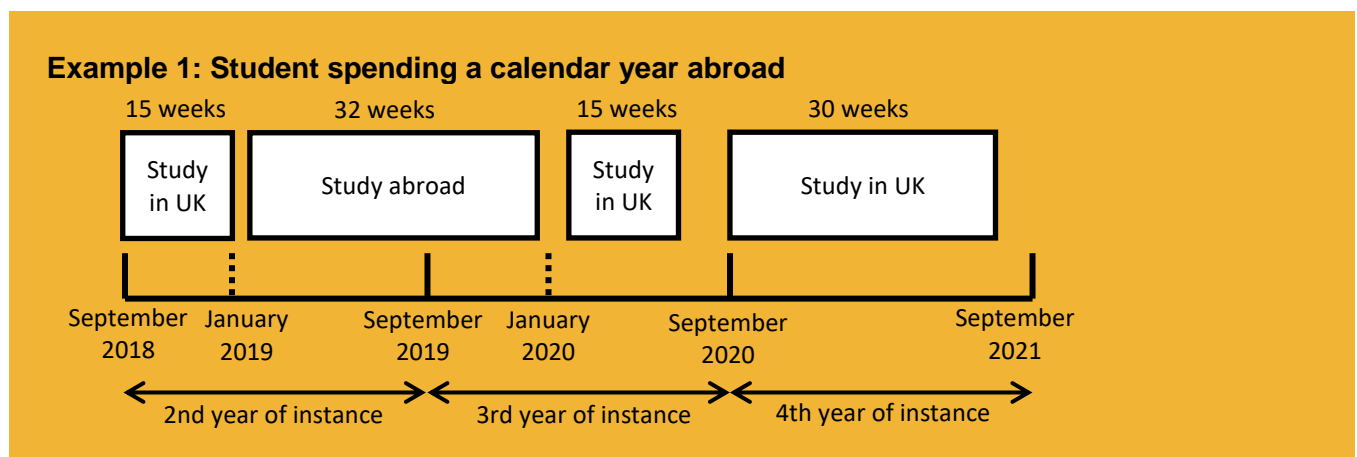 Example 1: Student spending a calendar year abroad
15 weeks
32 weeks
15 weeks
30 weeks
Study
in UK
Study abroad
Study
in UK
Study in UK
September
2018
January
2019
September
2019
January
2020
September
2020
September
2021
2nd year of instance
3rd year of instance
4th year of instance